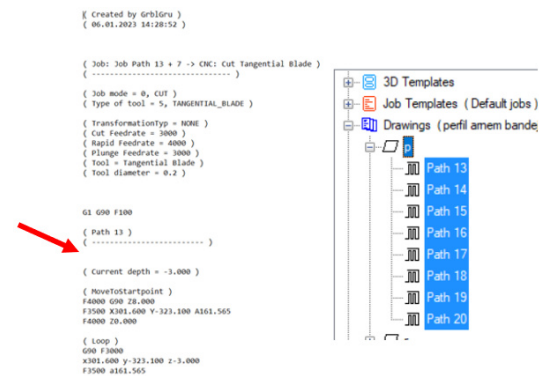 ( Created by GrblGru )
( 06.01.2023 14:28:52 )
( Job: Job Path 13 + 7 -> CNC: Cut Tangential Blade )
( ------------------------------ )
( Job mode = 0, CUT )
( Type of tool = 5, TANGENTIAL_BLADE )
( TransformationTyp = NONE )
( Cut Feedrate = 3000 )
( Rapid Feedrate = 4000 )
( Plunge Feedrate = 3000 )
( Tool = Tangential Blade )
( Tool diameter = 0.2 )
G1 G90 F100
( Path 13 )
( ------------------------ )
( Current depth = -3.000 )
( MoveToStartpoint )
F4000 G90 Z8.000
F3500 X301.600 Y-323.100 A161.565
F4000 Z0.000
( Loop )
G90 F3000
x301.600 y-323.100 z-3.000
F3500 a161.565
3D Templates
Job Templates ( Default jobs )
Drawings ( perfil amem bande
p
Path 13
Path 14
Path 15
Path 16
Path 17
Path 18
Path 19
Path 20